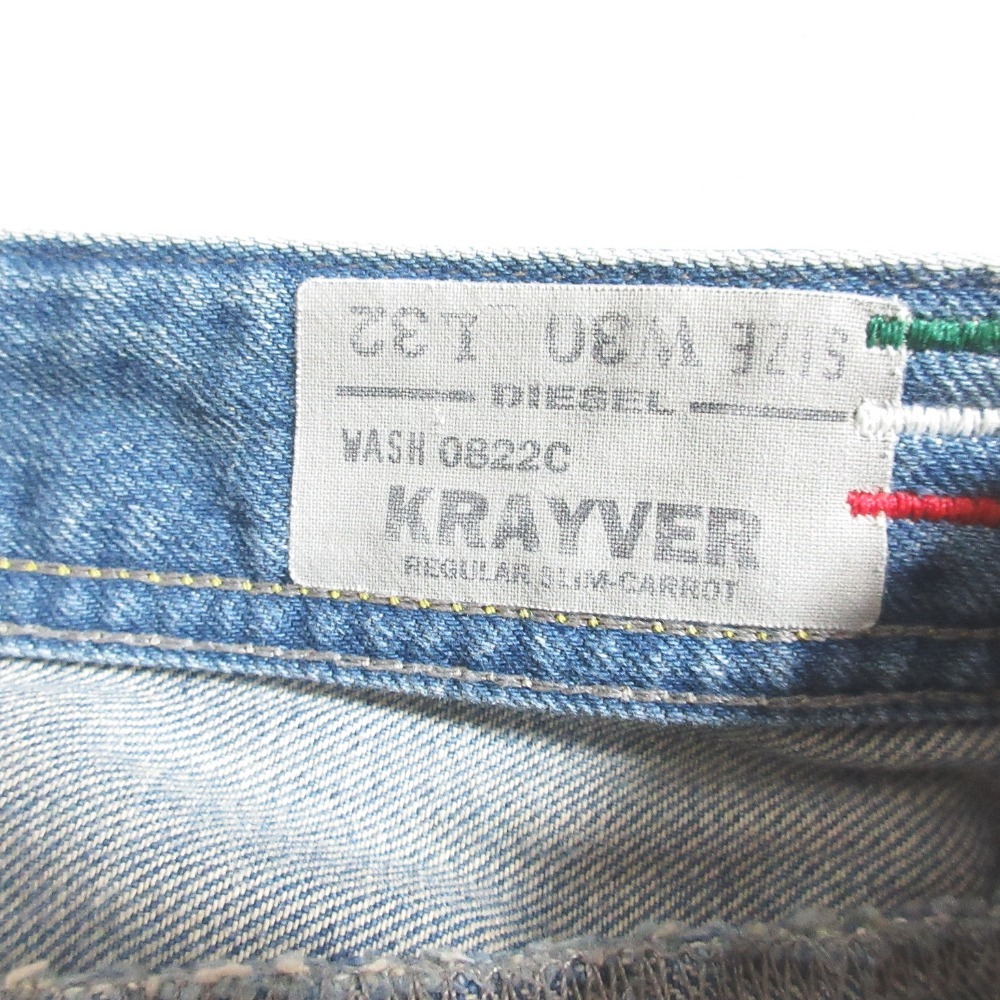 SIZE W30 L32
DIESEL
WASH 0822C
KRAYVER
REGULAR SLIM-CARROT